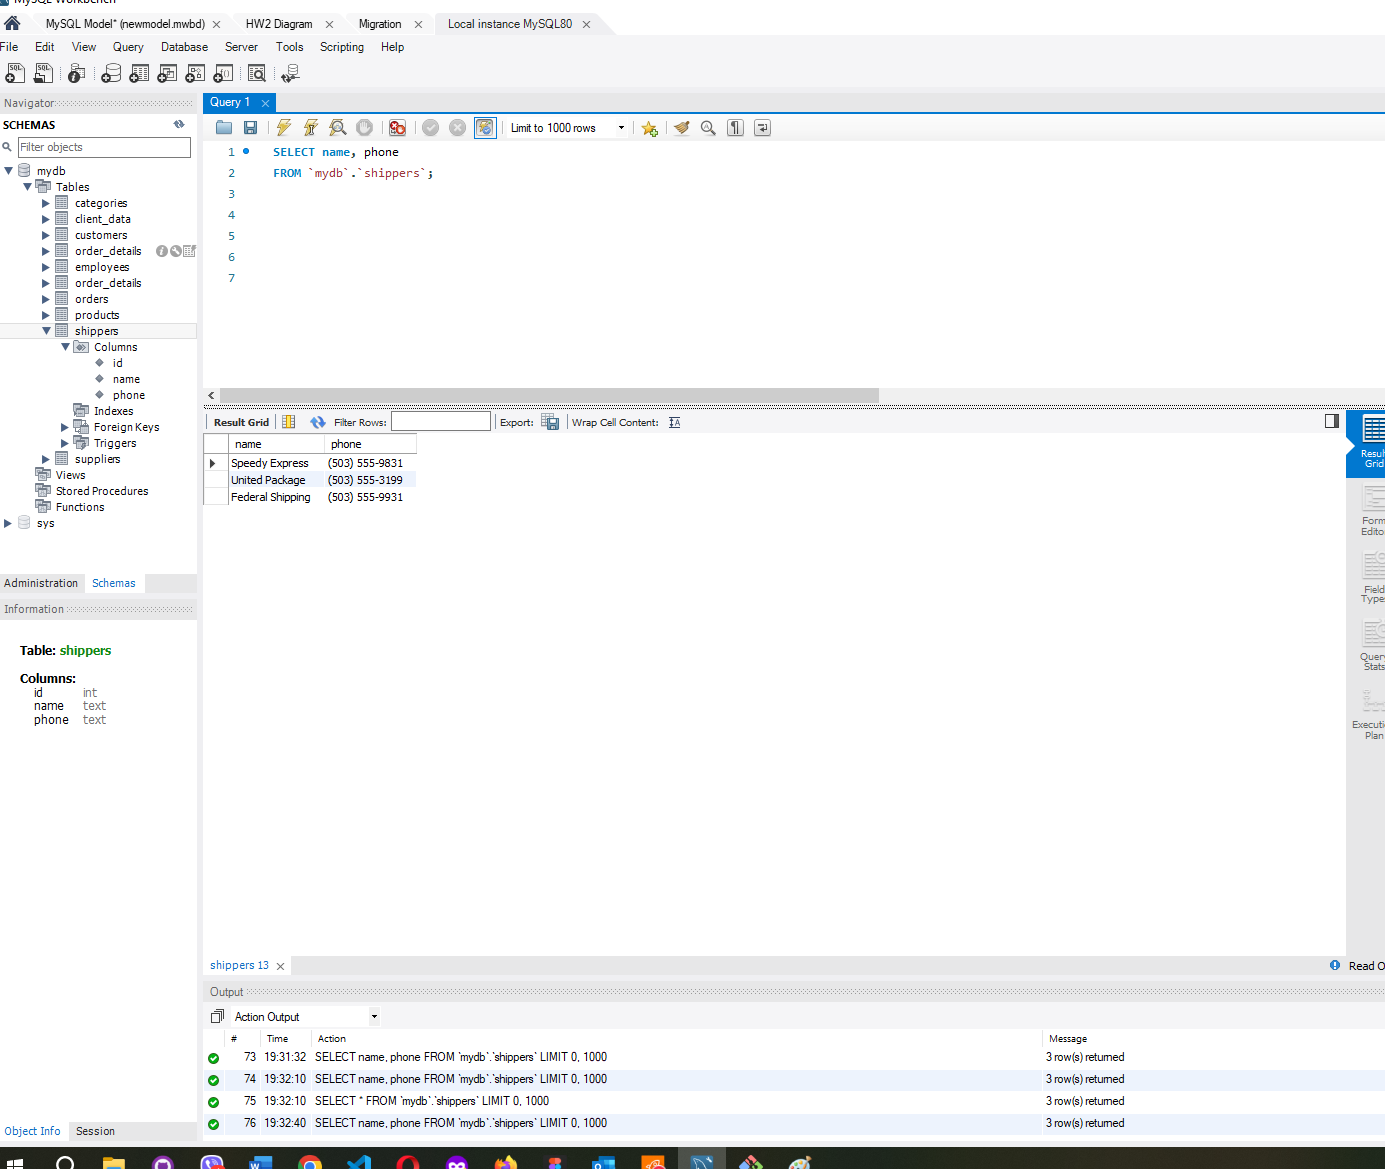 MySQL Model* (newmodel.mwbd) HW2 Diagram Migration Local instance MySQL80
File Edit View Query Database Server Tools Scripting Help
Navigator
Query 1
SCHEMAS
Filter objects
Limit to 1000 rows
mydb
Tables
categories
client_data
customers
order_details
employees
order_details
orders
products
shippers
Columns
id
name
phone
Indexes
Foreign Keys
Triggers
suppliers
Views
Stored Procedures
Functions
sys
Administration Schemas
Information
Table: shippers
Columns:
id int
name text
phone text
Object Info Session
1 SELECT name, phone
2 FROM `mydb`.`shippers`;
3
4
5
6
7
Result Grid Filter Rows: Export: Wrap Cell Content:
name phone
Speedy Express (503) 555-9831
United Package (503) 555-3199
Federal Shipping (503) 555-9931
Grid
Form
Field
Stats
Plan
shippers 13
Read O
Output
Action Output
# Time Action Message
73 19:31:32 SELECT name, phone FROM `mydb`.`shippers` LIMIT 0, 1000 3 row(s) returned
74 19:32:10 SELECT name, phone FROM `mydb`.`shippers` LIMIT 0, 1000 3 row(s) returned
75 19:32:10 SELECT * FROM `mydb`.`shippers` LIMIT 0, 1000 3 row(s) returned
76 19:32:40 SELECT name, phone FROM `mydb`.`shippers` LIMIT 0, 1000 3 row(s) returned